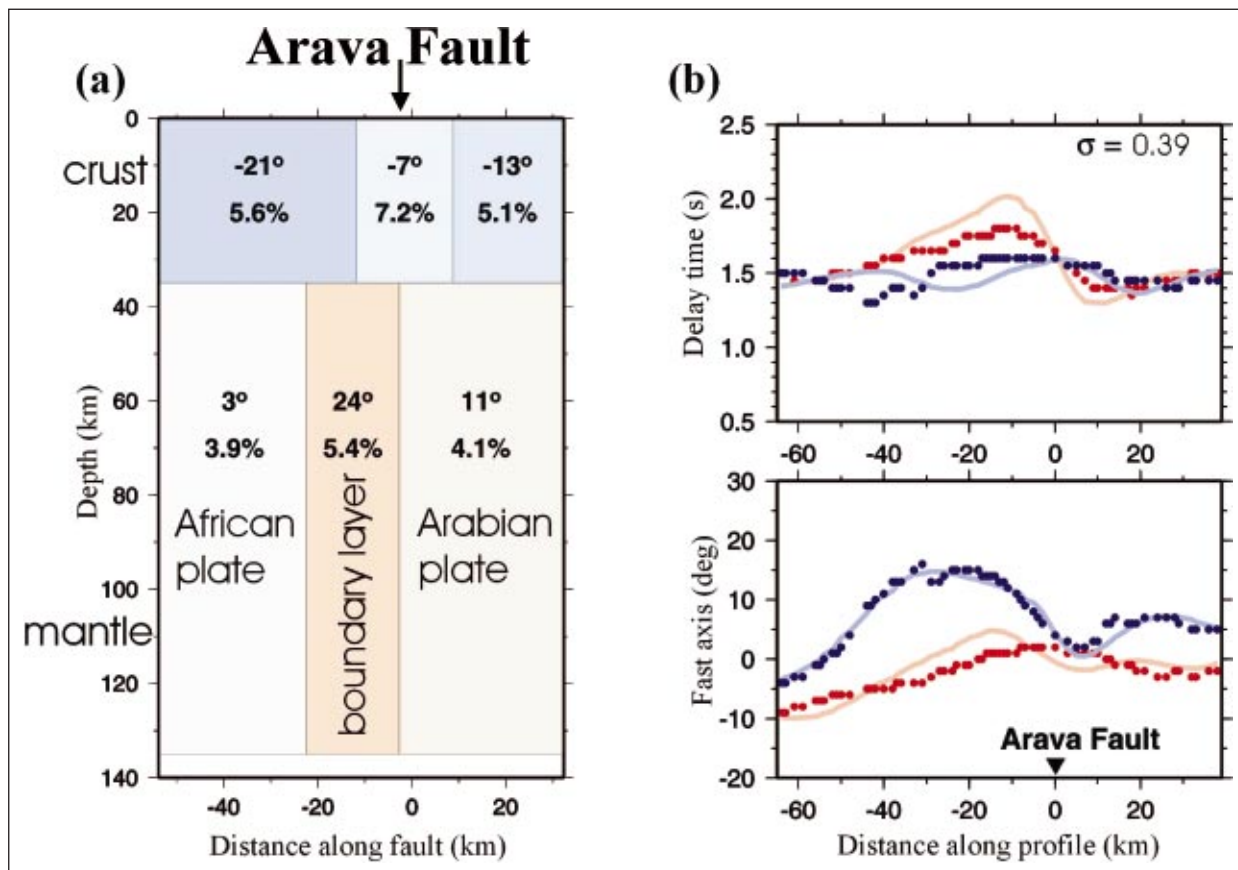 Arava Fault
(a)
-40 -20 0 20
0
20
40
60
80
100
120
140
Depth (km)
crust
-21º -7º -13º
5.6% 7.2% 5.1%
3º 24º 11º
3.9% 5.4% 4.1%
African plate
boundary layer
Arabian plate
mantle
-40 -20 0 20
Distance along fault (km)
(b)
σ = 0.39
2.5
2.0
1.5
1.0
0.5
Delay time (s)
-60 -40 -20 0 20
30
20
10
0
-10
-20
Fast axis (deg)
Arava Fault
-60 -40 -20 0 20
Distance along profile (km)